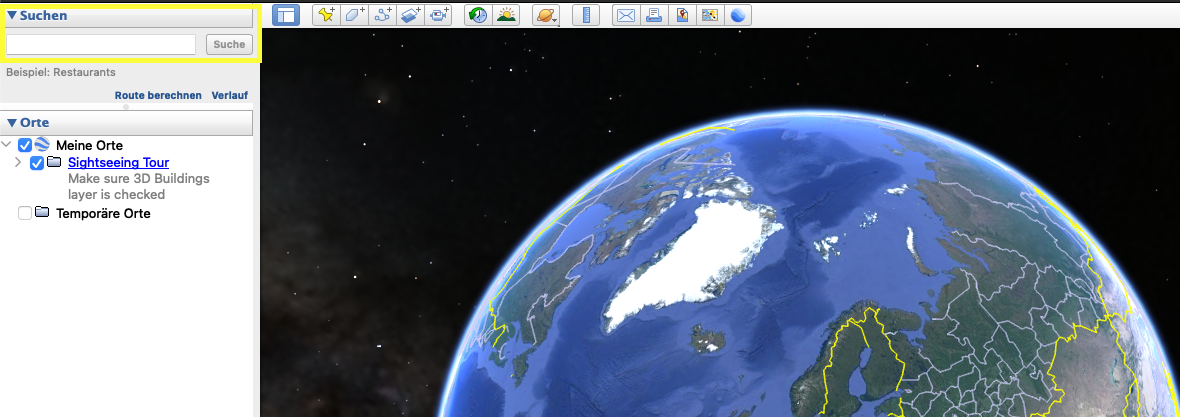 Suchen
Suche
Beispiel: Restaurants
Route berechnen Verlauf
Orte
Meine Orte
Sightseeing Tour
Make sure 3D Buildings
layer is checked
Temporäre Orte